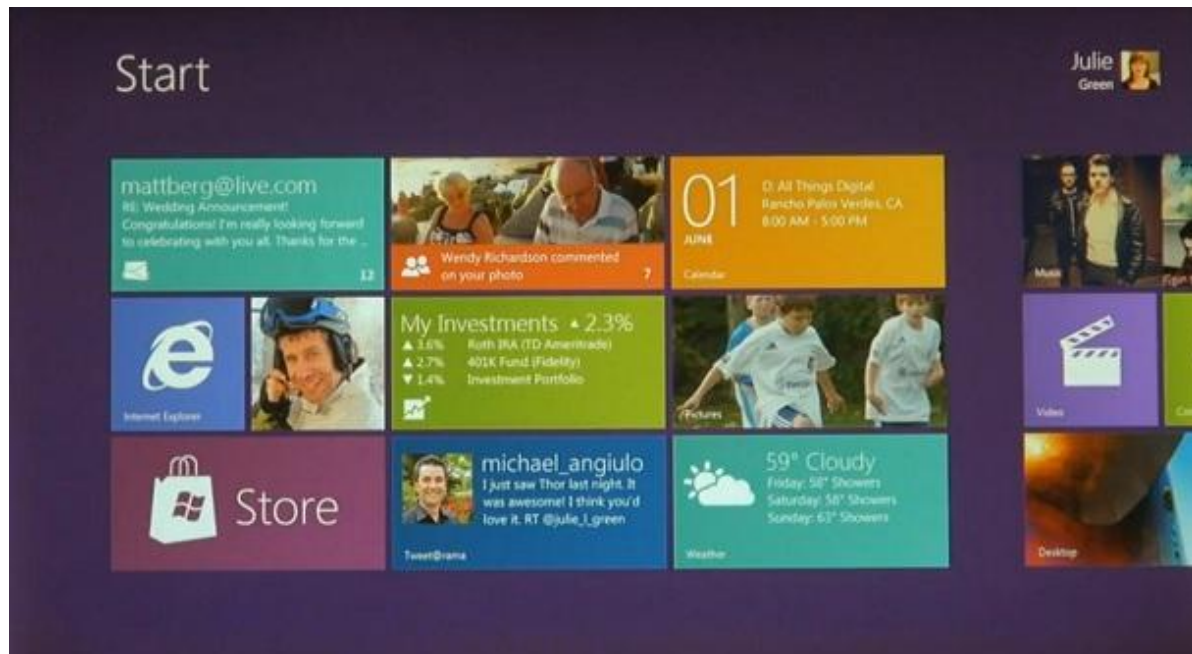 Start
Julie
Green
mattberg@live.com
RE: Wedding Announcement!
Congratulations! I'm really looking forward
to celebrating with you all. Thanks for the ...
12
Wendy Richardson commented
on your photo
7
01
JUNE
D: All Things Digital
Rancho Palos Verdes, CA
8:00 AM - 5:00 PM
Calendar
Music
Internet Explorer
My Investments ▲ 2.3%
▲ 3.6% Roth IRA (TD Ameritrade)
▲ 2.7% 401K Fund (Fidelity)
▼ 1.4% Investment Portfolio
Pictures
Video
Store
michael_angiulo
I just saw Thor last night. It
was awesome! I think you'd
love it. RT @julie_l_green
Tweet@rama
59° Cloudy
Friday: 58° Showers
Saturday: 58° Showers
Sunday: 63° Showers
Weather
Desktop